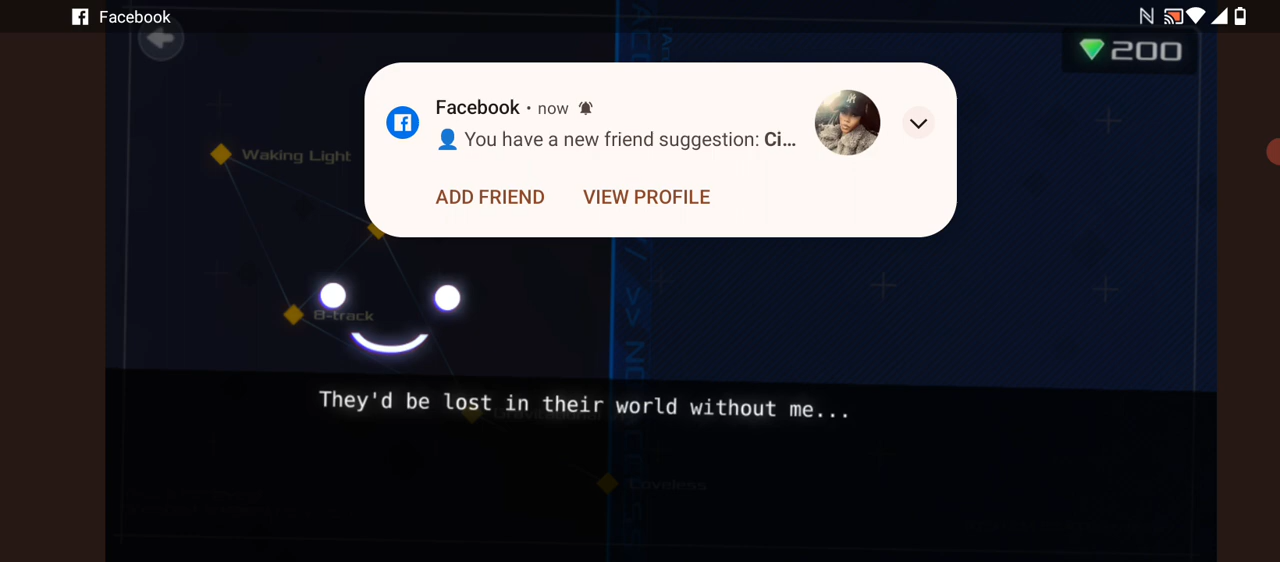 Facebook
200
Facebook • now
You have a new friend suggestion: Ci...
ADD FRIEND
VIEW PROFILE
Waking Light
8-track
They'd be lost in their world without me...
Loveless